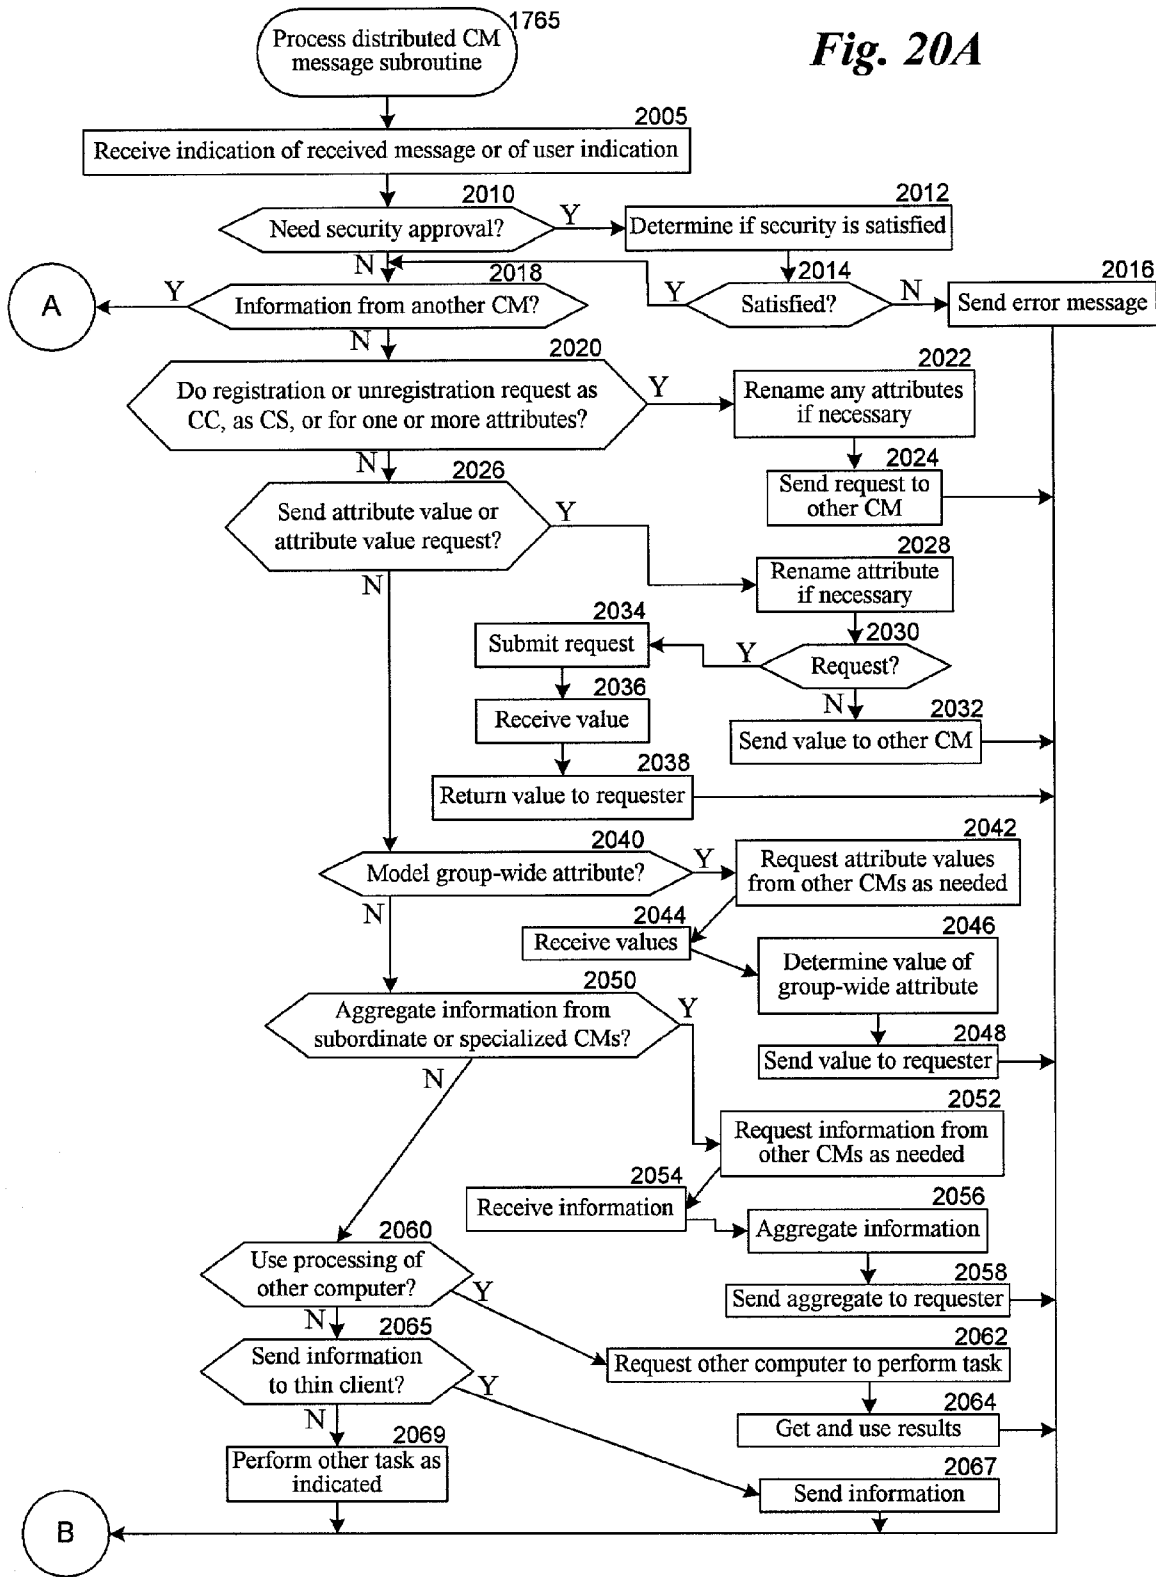 1765
Process distributed CM
message subroutine
Fig. 20A
2005
Receive indication of received message or of user indication
2010
Need security approval?
Y
2012
Determine if security is satisfied
N
2018
Information from another CM?
Y
A
2014
Satisfied?
Y
N
2016
Send error message
N
2020
Do registration or unregistration request as
CC, as CS, or for one or more attributes?
Y
2022
Rename any attributes
if necessary
2024
Send request to
other CM
N
2026
Send attribute value or
attribute value request?
Y
2028
Rename attribute
if necessary
N
2030
Request?
Y
2034
Submit request
2036
Receive value
N
2032
Send value to other CM
2038
Return value to requester
2040
Model group-wide attribute?
Y
2042
Request attribute values
from other CMs as needed
N
2044
Receive values
2046
Determine value of
group-wide attribute
2048
Send value to requester
2050
Aggregate information from
subordinate or specialized CMs?
Y
N
2052
Request information from
other CMs as needed
2054
Receive information
2056
Aggregate information
2058
Send aggregate to requester
2060
Use processing of
other computer?
Y
N
2062
Request other computer to perform task
2064
Get and use results
2065
Send information
to thin client?
Y
N
2067
Send information
2069
Perform other task as
indicated
B